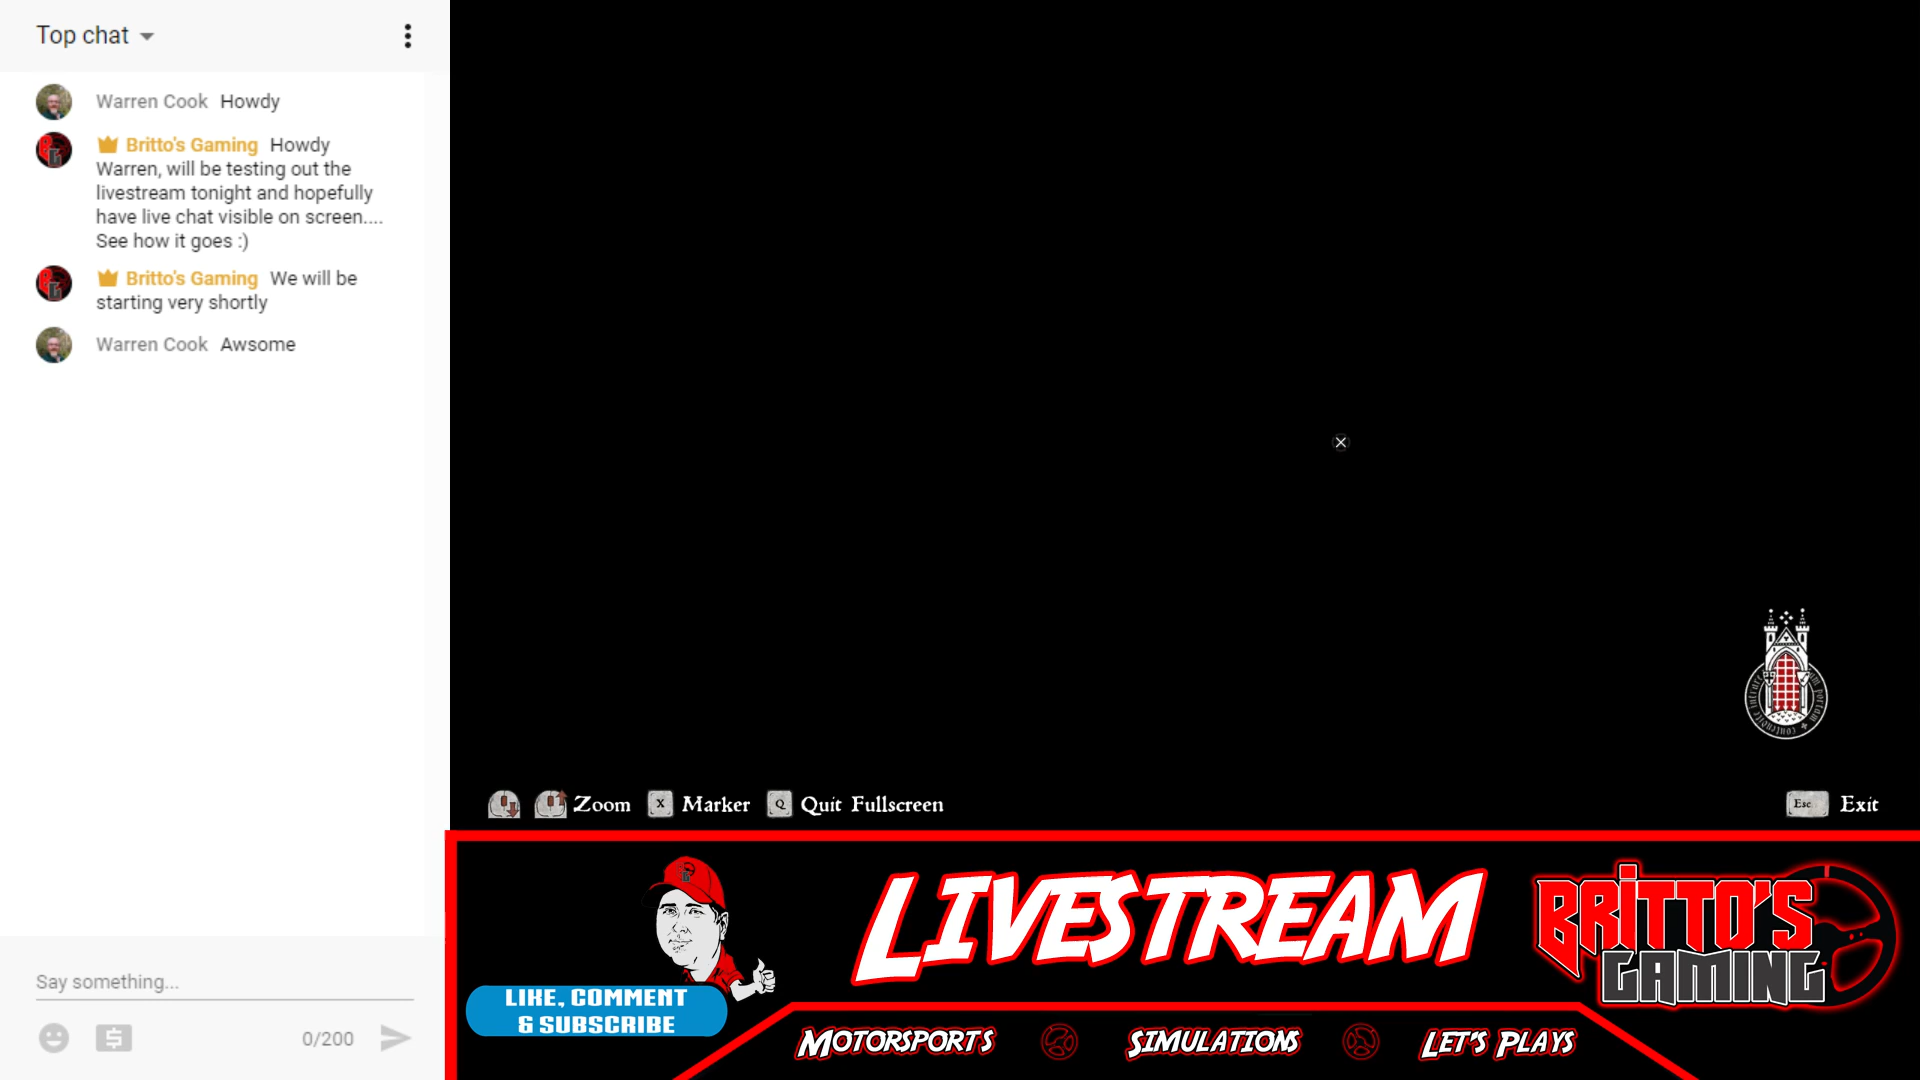 Top chat
Warren Cook Howdy
Britto's Gaming Howdy
Warren, will be testing out the
livestream tonight and hopefully
have live chat visible on screen....
See how it goes :)
Britto's Gaming We will be
starting very shortly
Warren Cook Awsome
Say something...
0/200
X Zoom Marker Q Quit Fullscreen
Esc Exit
LIKE, COMMENT
& SUBSCRIBE
LIVESTREAM
BRITTO'S
GAMING
MOTORSPORTS SIMULATIONS LET'S PLAYS